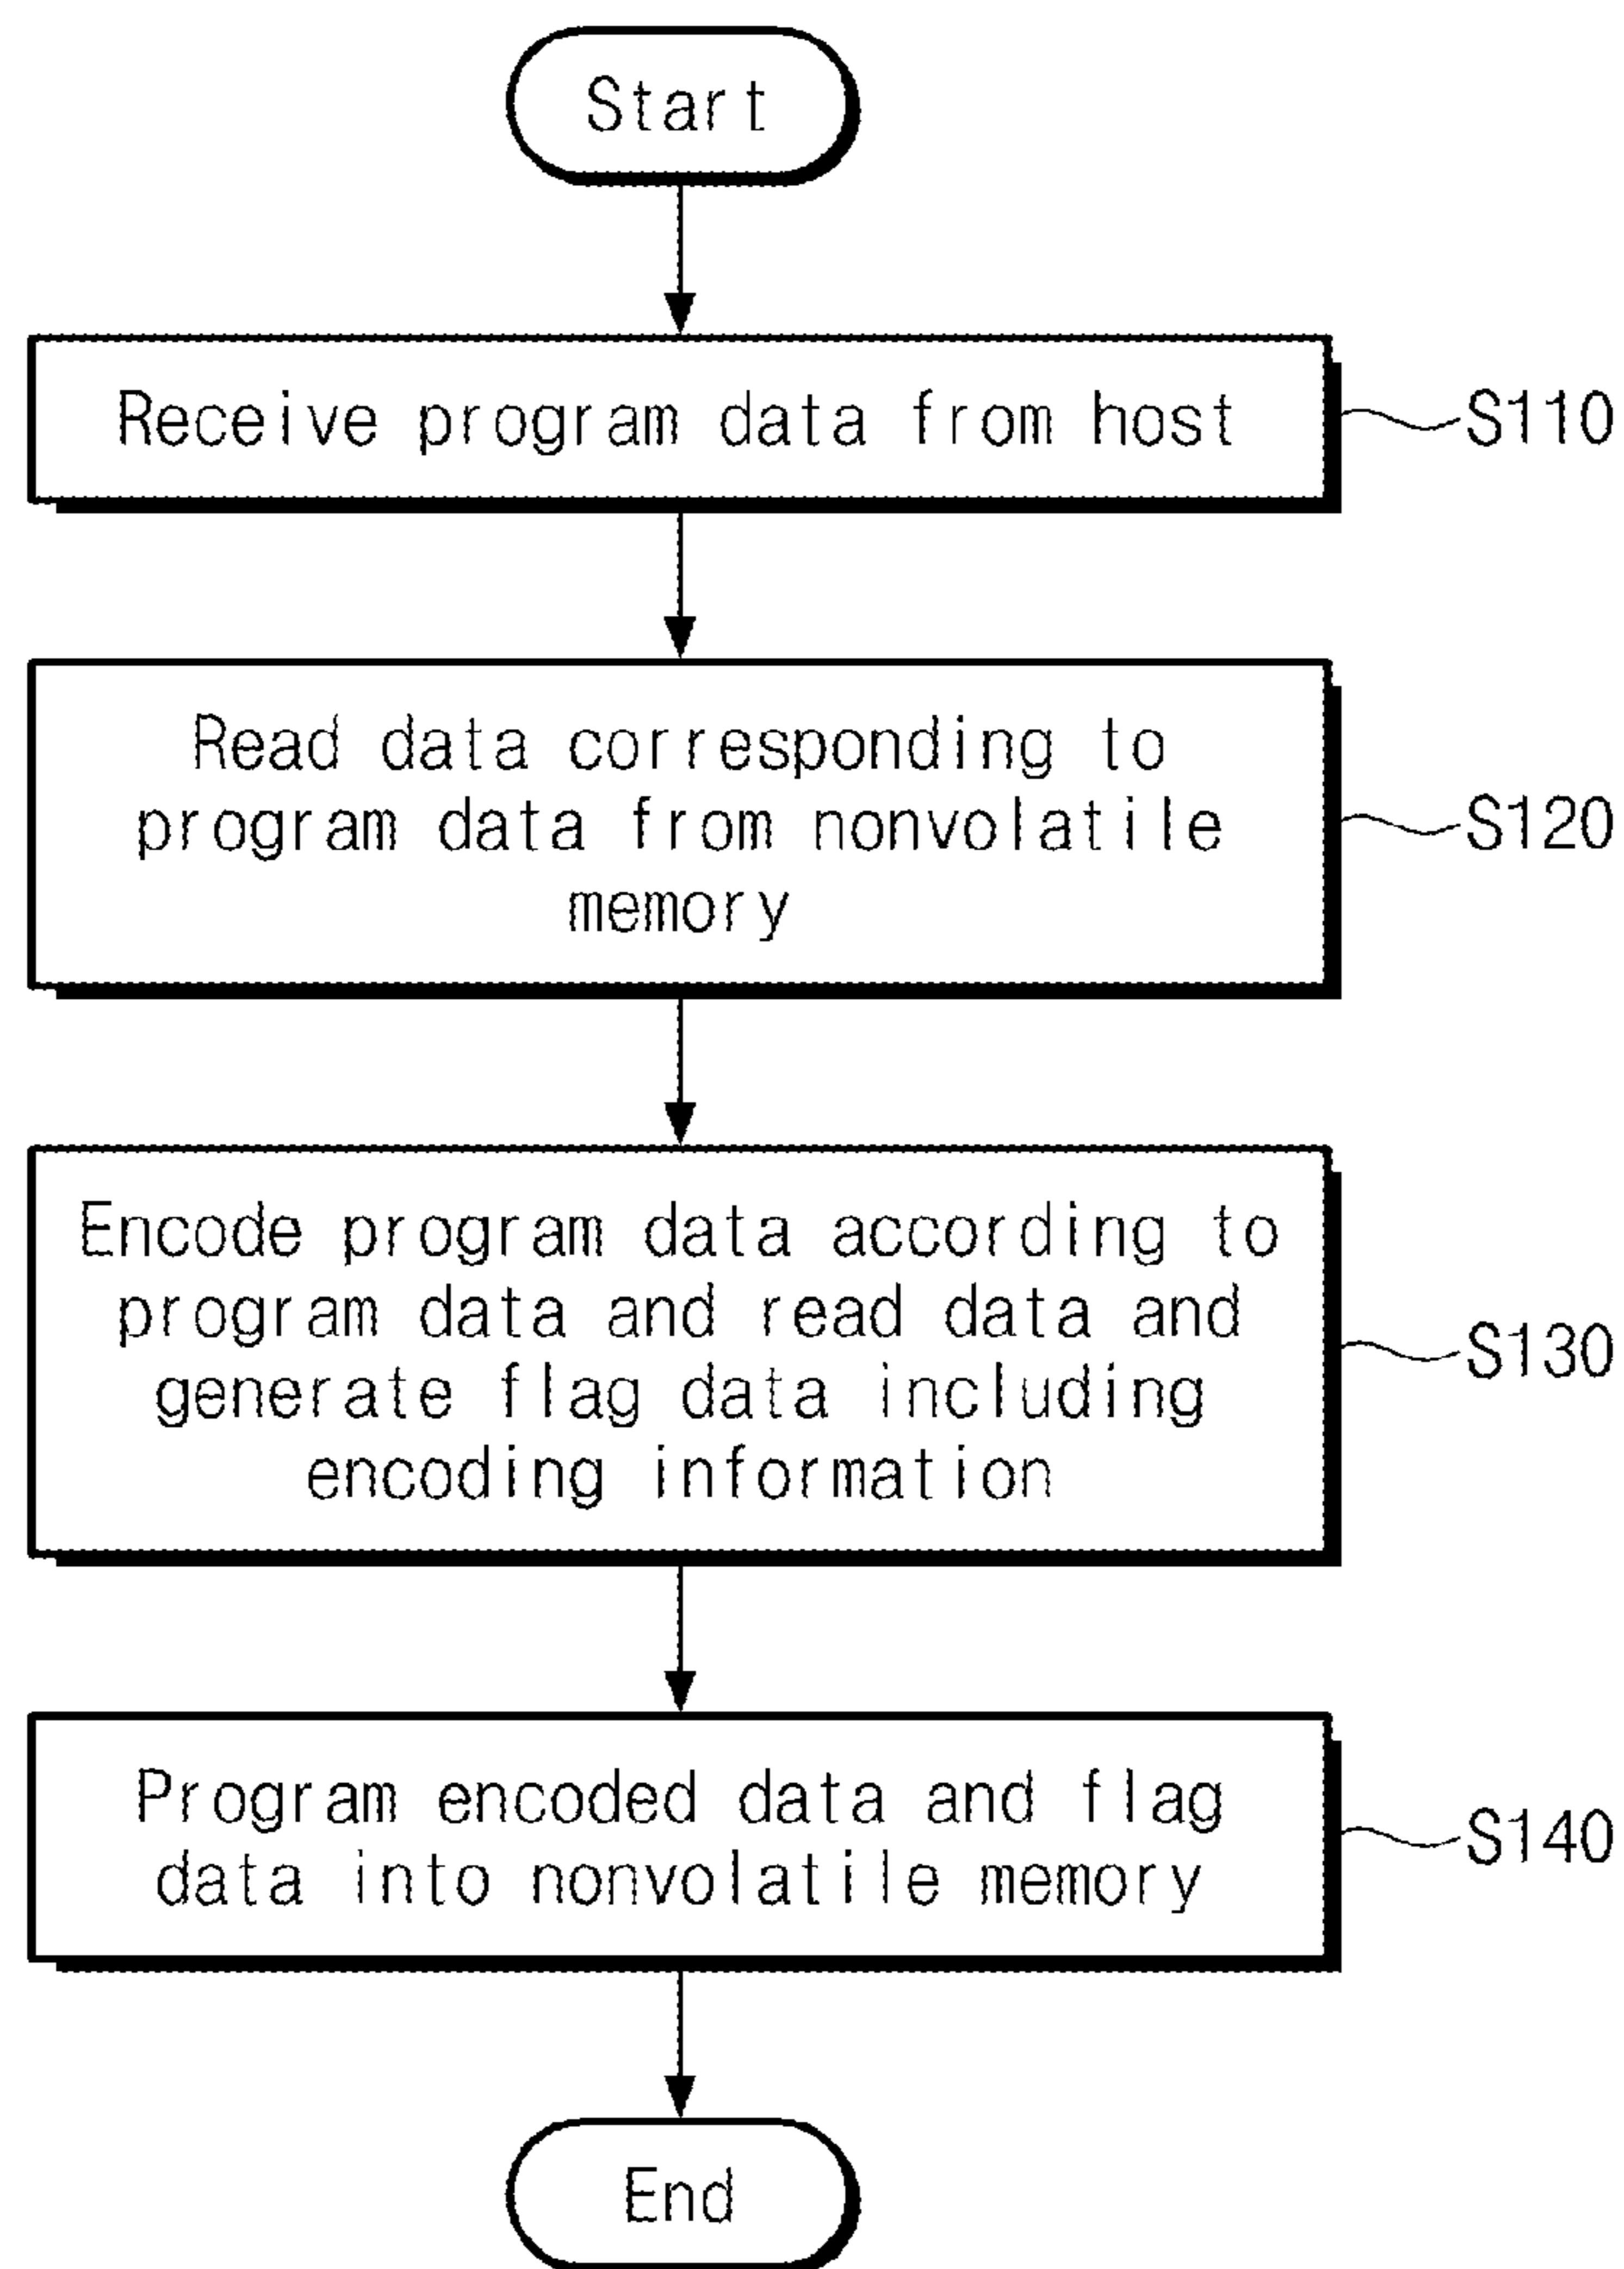 Start
Receive program data from host
S110
Read data corresponding to
program data from nonvolatile
memory
S120
Encode program data according to
program data and read data and
generate flag data including
encoding information
S130
Program encoded data and flag
data into nonvolatile memory
S140
End